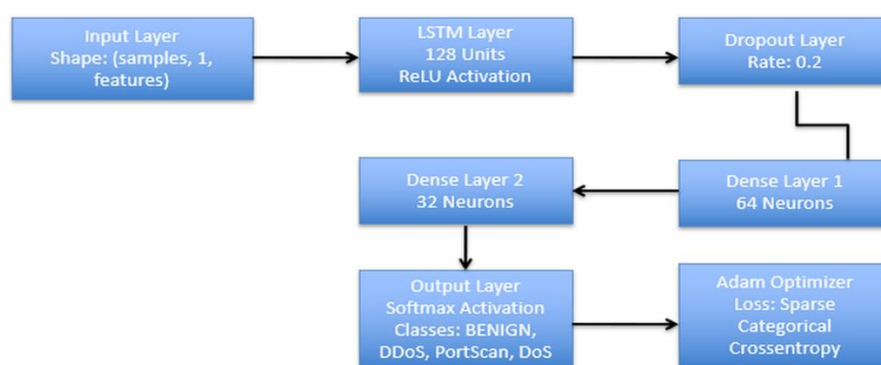 Input Layer
Shape: (samples, 1,
features)
LSTM Layer
128 Units
ReLU Activation
Dropout Layer
Rate: 0.2
Dense Layer 1
64 Neurons
Dense Layer 2
32 Neurons
Output Layer
Softmax Activation
Classes: BENIGN,
DDoS, PortScan, DoS
Adam Optimizer
Loss: Sparse
Categorical
Crossentropy